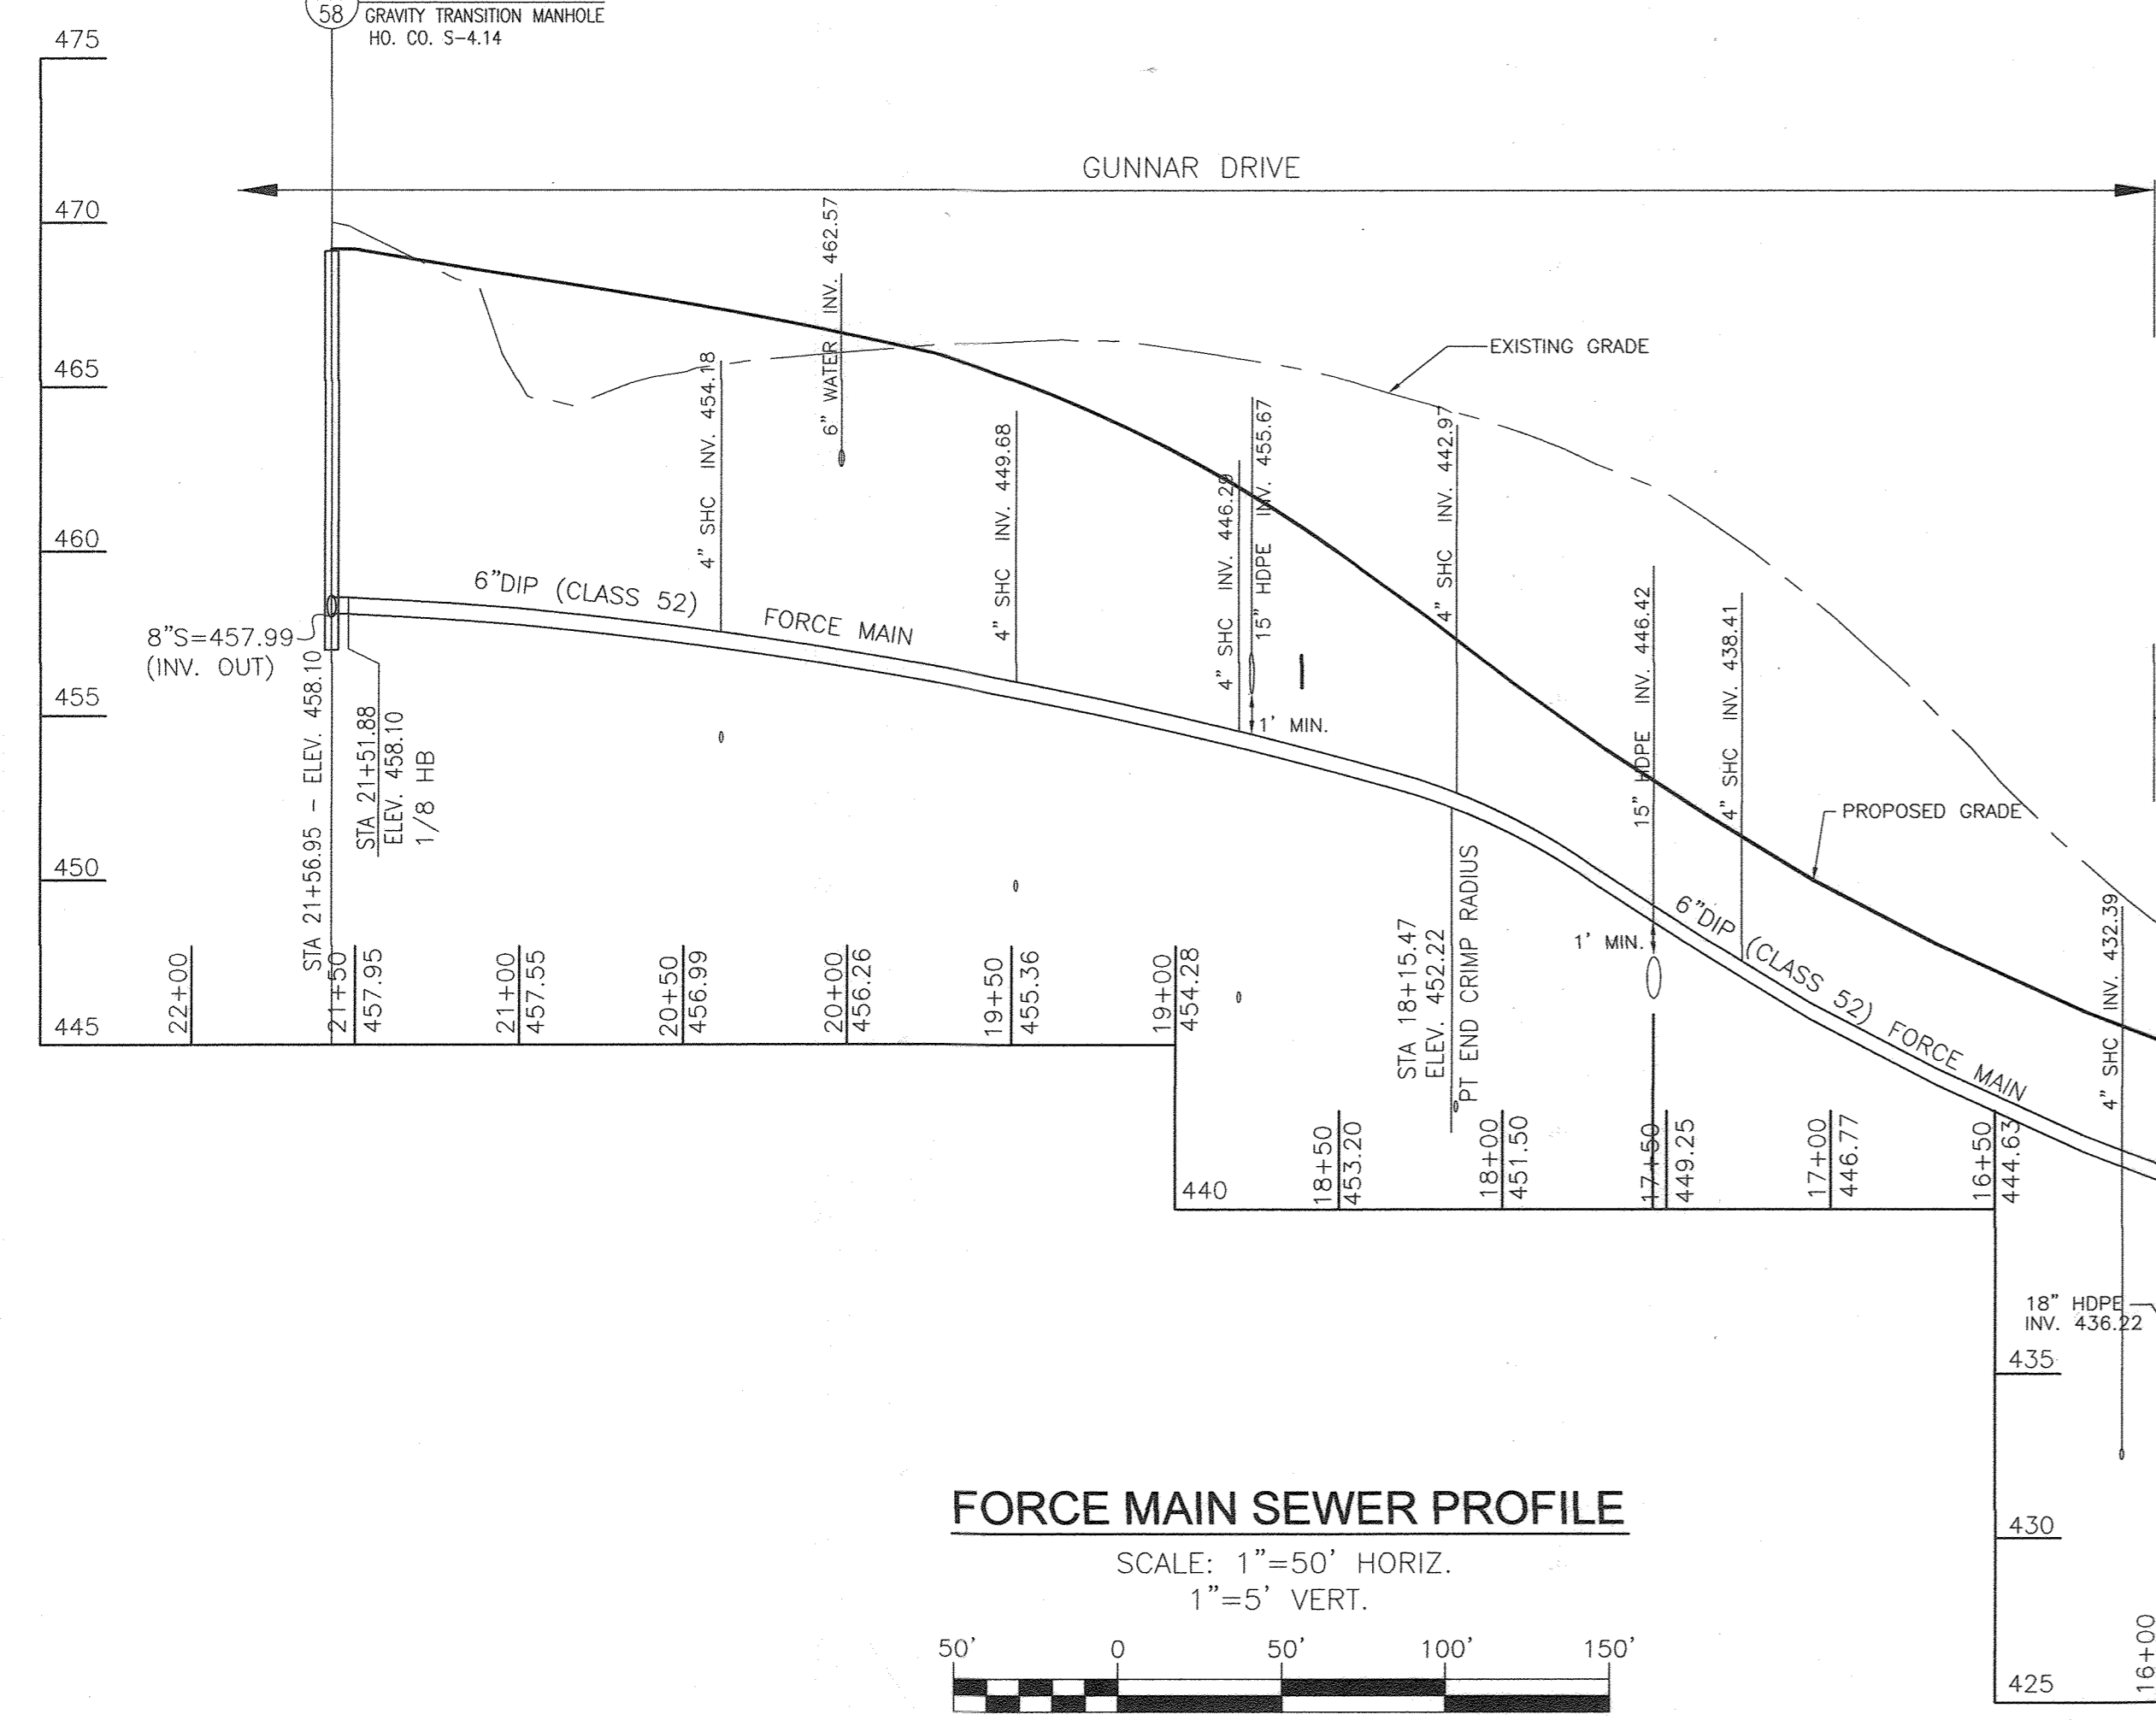 58
GRAVITY TRANSITION MANHOLE
HO. CO. S-4.14
475
470
465
460
455
450
445
GUNNAR DRIVE
EXISTING GRADE
PROPOSED GRADE
6" WATER INV. 462.57
4" SHC INV. 454.18
4" SHC INV. 449.68
4" SHC INV. 446.29
15" HDPE INV. 455.67
4" SHC INV. 442.97
15" HDPE INV. 446.42
4" SHC INV. 438.41
4" SHC INV. 432.39
6"DIP (CLASS 52)
FORCE MAIN
8"S=457.99
(INV. OUT)
STA 21+56.95 - ELEV. 458.10
STA 21+51.88
ELEV. 458.10
1/8 HB
1' MIN.
1' MIN.
6"DIP (CLASS 52) FORCE MAIN
STA 18+15.47
ELEV. 452.22
PT END CRIMP RADIUS
22+00
21+50
457.95
21+00
457.55
20+50
456.99
20+00
456.26
19+50
455.36
19+00
454.28
440
18+50
453.20
18+00
451.50
17+50
449.25
17+00
446.77
16+50
444.63
18" HDPE
INV. 436.22
435
430
425
16+00
FORCE MAIN SEWER PROFILE
SCALE: 1"=50' HORIZ.
1"=5' VERT.
50' 0 50' 100' 150'